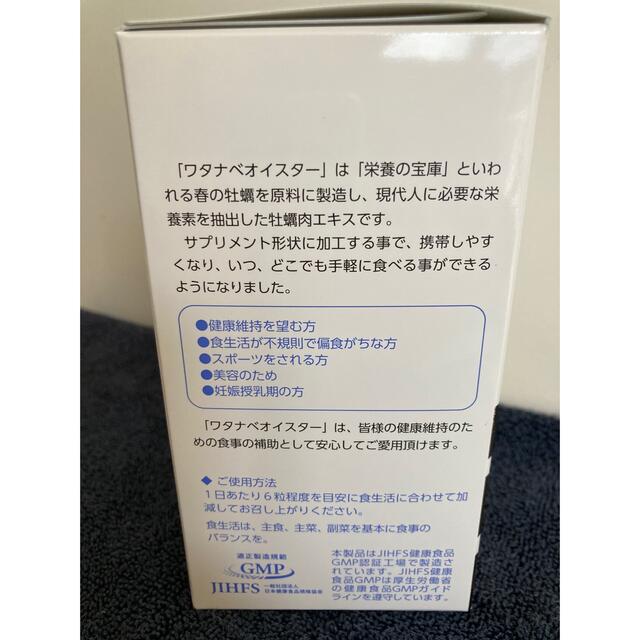 「ワタナベオイスター」は「栄養の宝庫」といわ
れる春の牡蠣を原料に製造し、現代人に必要な栄
養素を抽出した牡蠣肉エキスです。
サプリメント形状に加工する事で、携帯しやす
くなり、いつ、どこでも手軽に食べる事ができる
ようになりました。
●健康維持を望む方
●食生活が不規則で偏食がちな方
●スポーツをされる方
●美容のため
●妊娠授乳期の方
「ワタナベオイスター」は、皆様の健康維持のた
めの食事の補助として安心してご愛用頂けます。
◆ ご使用方法
1日あたり6粒程度を目安に食生活に合わせて加
減してお召し上がりください。
食生活は、主食、主菜、副菜を基本に食事の
バランスを。
適正製造規範
GMP
JIHFS 一般社団法人
日本健康食品規格協会
本製品はJIHFS健康食品
GMP認証工場で製造さ
れています。JIHFS健康
食品GMPは厚生労働省
の健康食品GMPガイド
ラインを遵守しています。